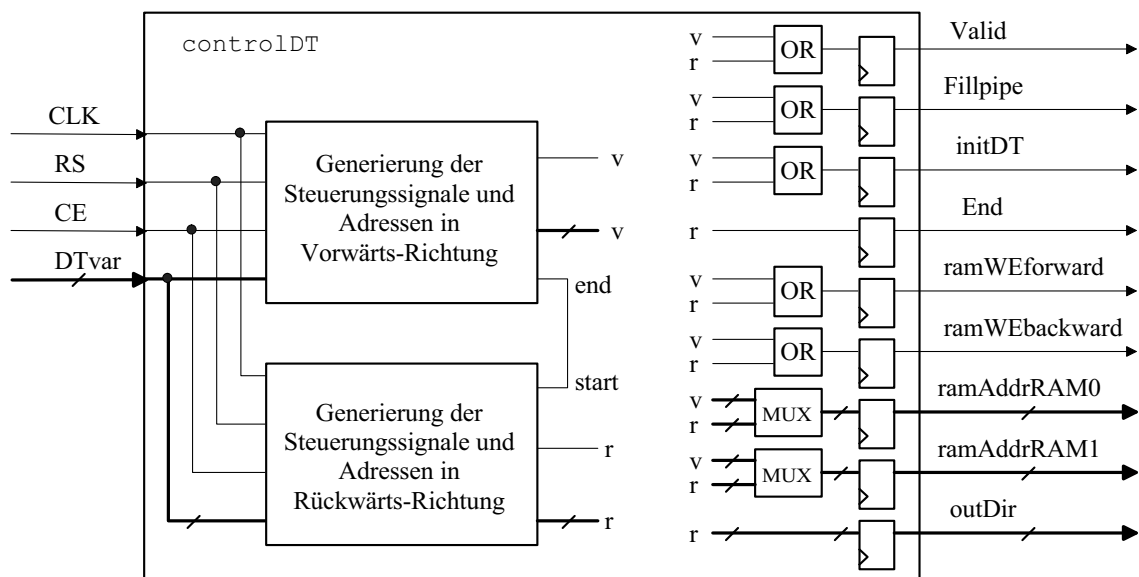 controlDT
CLK
RS
CE
DTvar
Generierung der
Steuerungssignale und
Adressen in
Vorwärts-Richtung
v
v
end
start
Generierung der
Steuerungssignale und
Adressen in
Rückwärts-Richtung
r
r
v
r
OR
Valid
v
r
OR
Fillpipe
v
r
OR
initDT
r
End
v
r
OR
ramWEforward
v
r
OR
ramWEbackward
v
r
MUX
ramAddrRAM0
v
r
MUX
ramAddrRAM1
r
outDir